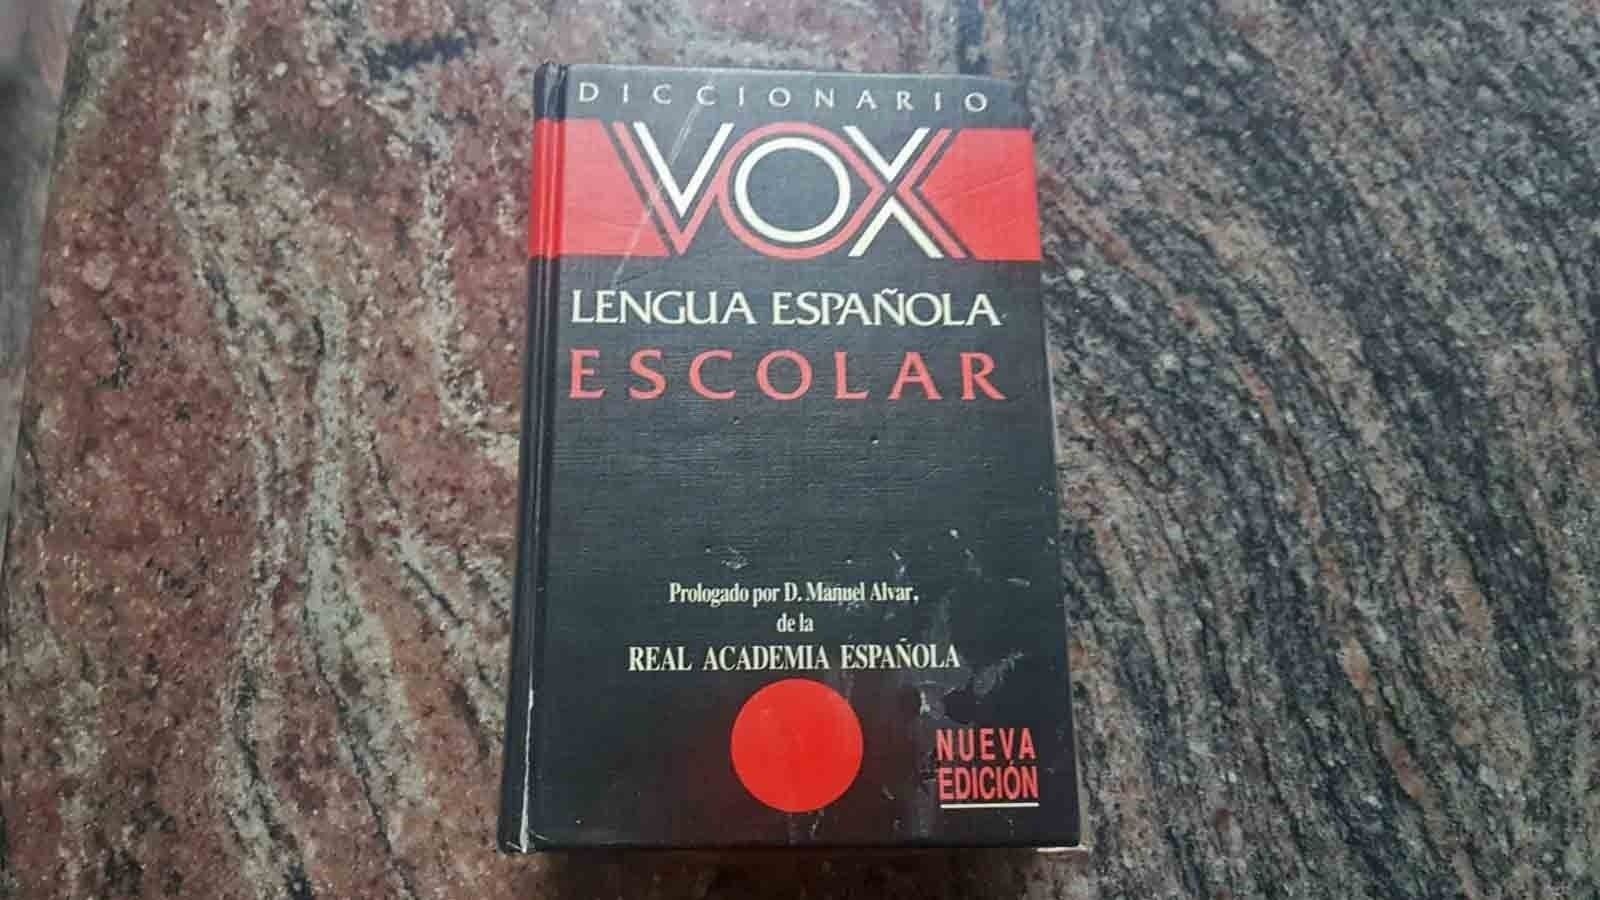 DICCIONARIO
VOX
LENGUA ESPAÑOLA
ESCOLAR
Prologado por D. Manuel Alvar,
de la
REAL ACADEMIA ESPAÑOLA
NUEVA
EDICIÓN